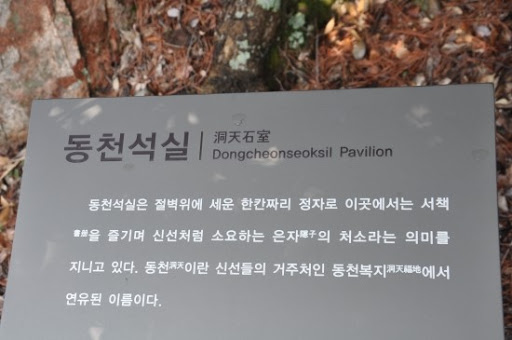 동천석실 洞天石室
Dongcheonseoksil Pavilion
동천석실은 절벽위에 세운 한칸짜리 정자로 이곳에서는 서책
을 즐기며 신선처럼 소요하는 은자隱子의 처소라는 의미를
지니고 있다. 동천洞天이란 신선들의 거주처인 동천복지洞天福地에서
연유된 이름이다.